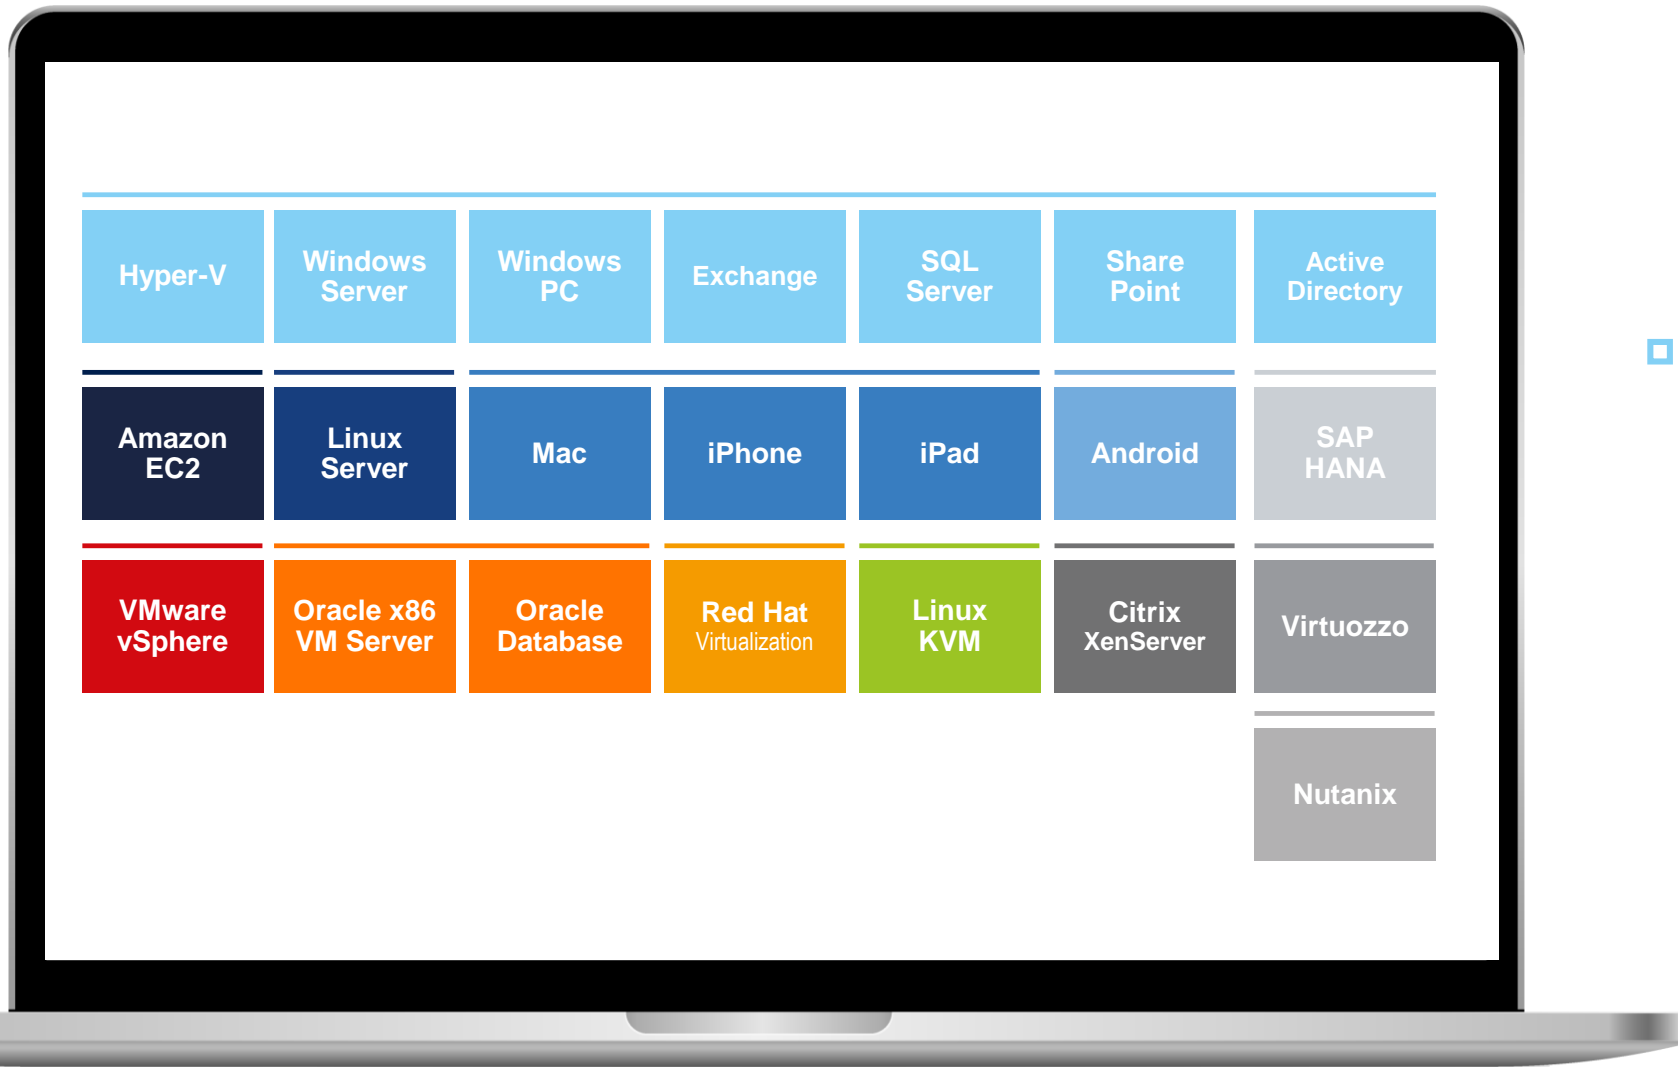 Hyper-V
Windows
Server
Windows
PC
Exchange
SQL
Server
Share
Point
Active
Directory
Amazon
EC2
Linux
Server
Mac
iPhone
iPad
Android
SAP
HANA
VMware
vSphere
Oracle x86
VM Server
Oracle
Database
Red Hat
Virtualization
Linux
KVM
Citrix
XenServer
Virtuozzo
Nutanix